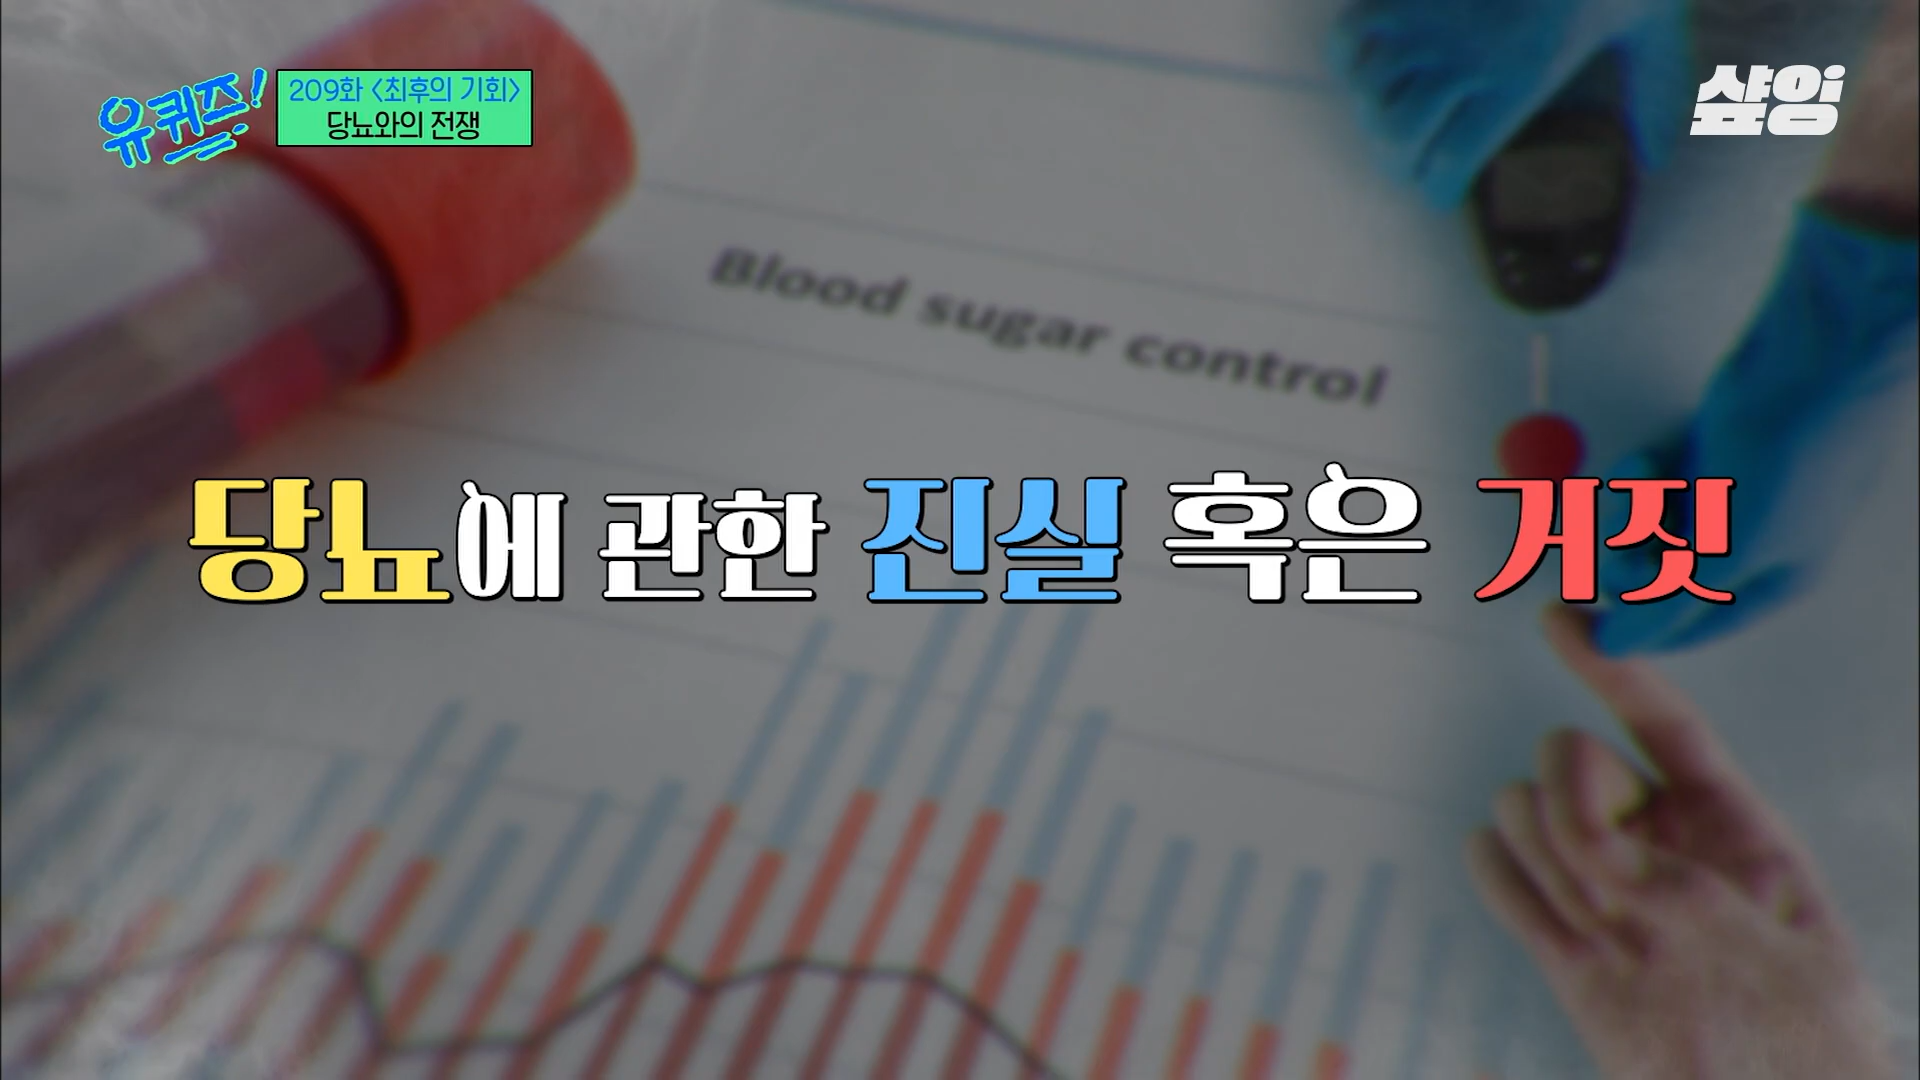 유퀴즈!
209화 <최후의 기회>
당뇨와의 전쟁
샾잉
Blood sugar control
당뇨에 관한 진실 혹은 거짓